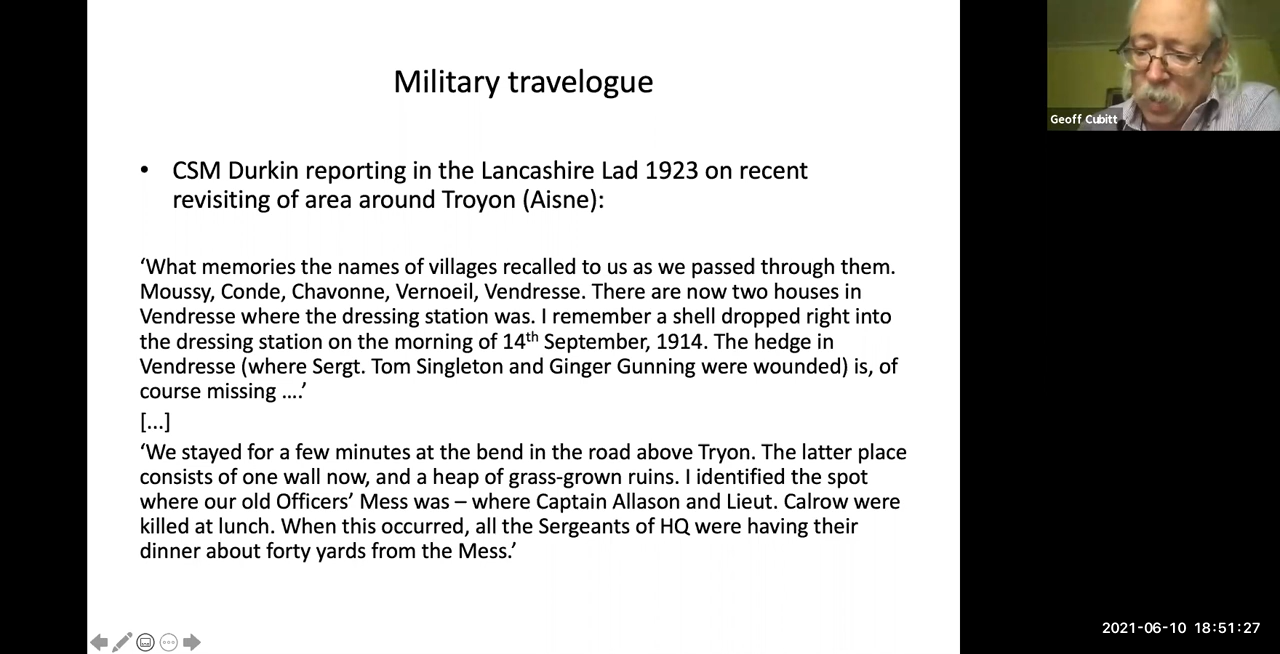 Military travelogue
• CSM Durkin reporting in the Lancashire Lad 1923 on recent
revisiting of area around Troyon (Aisne):
‘What memories the names of villages recalled to us as we passed through them.
Moussy, Conde, Chavonne, Vernoeil, Vendresse. There are now two houses in
Vendresse where the dressing station was. I remember a shell dropped right into
the dressing station on the morning of 14th September, 1914. The hedge in
Vendresse (where Sergt. Tom Singleton and Ginger Gunning were wounded) is, of
course missing ….’
[...]
‘We stayed for a few minutes at the bend in the road above Tryon. The latter place
consists of one wall now, and a heap of grass-grown ruins. I identified the spot
where our old Officers’ Mess was – where Captain Allason and Lieut. Calrow were
killed at lunch. When this occurred, all the Sergeants of HQ were having their
dinner about forty yards from the Mess.’
Geoff Cubitt
2021-06-10 18:51:27